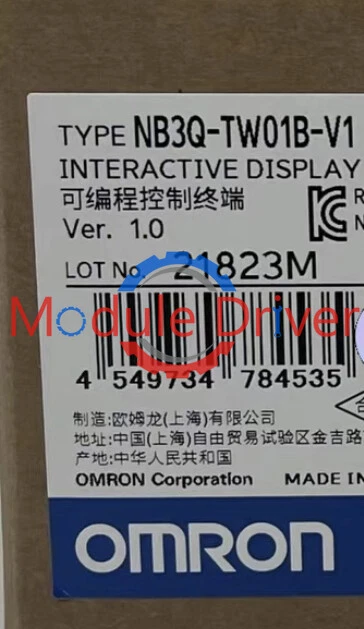 TYPE NB3Q-TW01B-V1
INTERACTIVE DISPLAY
可编程控制终端
Ver. 1.0
LOT No. 21823M
Module Driver
4 549734 784535
制造:欧姆龙(上海)有限公司
地址:中国(上海)自由贸易试验区金吉路
产地:中华人民共和国
OMRON Corporation MADE IN
OMRON